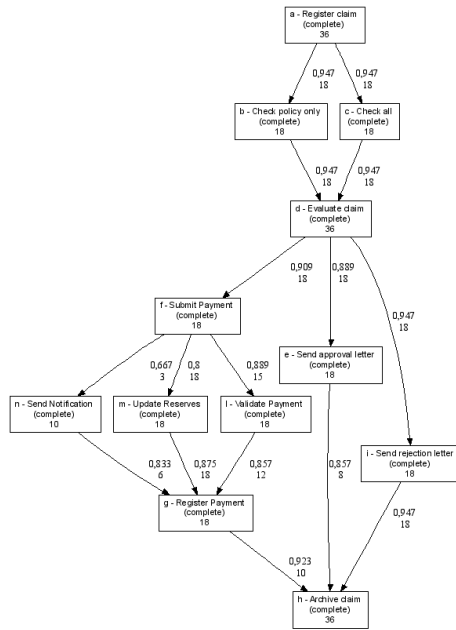 a - Register claim
(complete)
36
0,947
18
0,947
18
b - Check policy only
(complete)
18
c - Check all
(complete)
18
0,947
18
0,947
18
d - Evaluate claim
(complete)
36
0,909
18
0,889
18
0,947
18
f - Submit Payment
(complete)
18
e - Send approval letter
(complete)
18
0,667
3
0,8
18
0,889
15
n - Send Notification
(complete)
10
m - Update Reserves
(complete)
18
l - Validate Payment
(complete)
18
i - Send rejection letter
(complete)
18
0,833
6
0,875
18
0,857
12
0,857
8
g - Register Payment
(complete)
18
0,947
18
0,923
10
h - Archive claim
(complete)
36